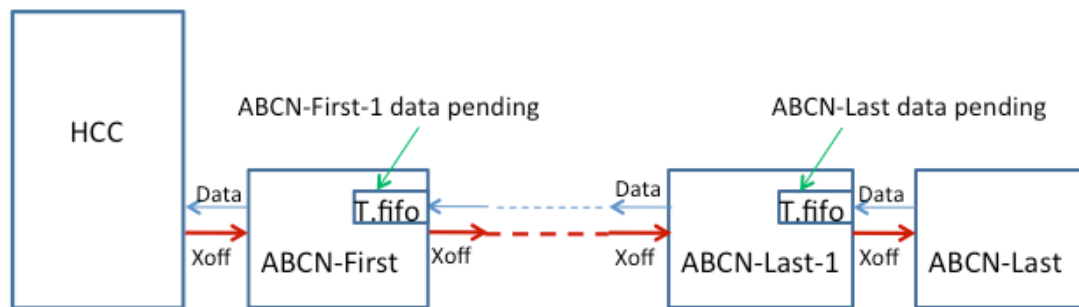 ABCN-First-1 data pending
ABCN-Last data pending
HCC
Data
Data
Data
T.fifo
T.fifo
Xoff
ABCN-First
Xoff
Xoff
ABCN-Last-1
Xoff
ABCN-Last